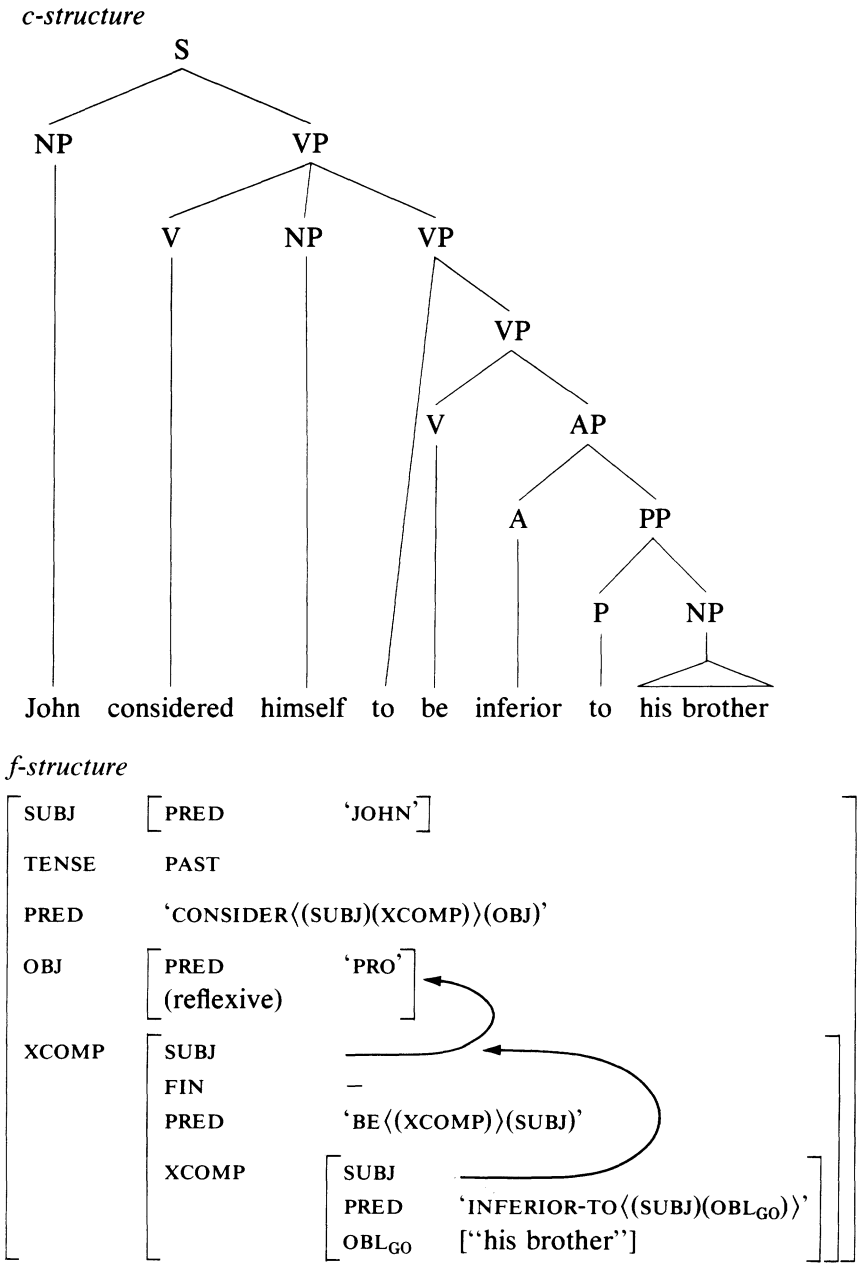 c-structure
S
NP VP
V NP VP
VP
V AP
A PP
P NP
John considered himself to be inferior to his brother
f-structure
SUBJ [PRED ‘JOHN’]
TENSE PAST
PRED ‘CONSIDER⟨(SUBJ)(XCOMP)⟩(OBJ)’
OBJ [PRED ‘PRO’
(reflexive)]
XCOMP [SUBJ
FIN –
PRED ‘BE⟨(XCOMP)⟩(SUBJ)’
XCOMP [SUBJ
PRED ‘INFERIOR-TO⟨(SUBJ)(OBL_GO)⟩’
OBL_GO [“his brother”]]]